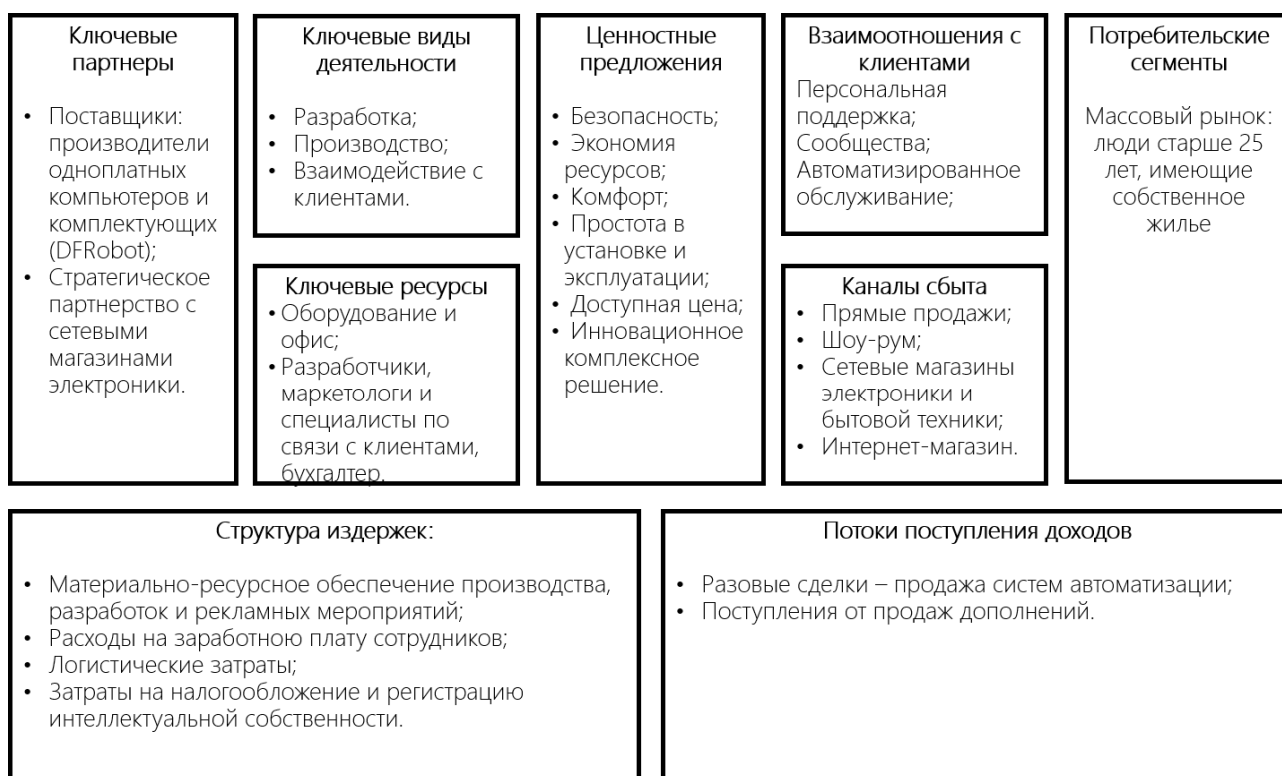 Ключевые
партнеры
• Поставщики:
производители
одноплатных
компьютеров и
комплектующих
(DFRobot);
• Стратегическое
партнерство с
сетевыми
магазинами
электроники.
Ключевые виды
деятельности
• Разработка;
• Производство;
• Взаимодействие с
клиентами.
Ключевые ресурсы
• Оборудование и
офис;
• Разработчики,
маркетологи и
специалисты по
связи с клиентами,
бухгалтер.
Ценностные
предложения
• Безопасность;
• Экономия
ресурсов;
• Комфорт;
• Простота в
установке и
эксплуатации;
• Доступная цена;
• Инновационное
комплексное
решение.
Взаимоотношения с
клиентами
Персональная
поддержка;
Сообщества;
Автоматизированное
обслуживание;
Каналы сбыта
• Прямые продажи;
• Шоу-рум;
• Сетевые магазины
электроники и
бытовой техники;
• Интернет-магазин.
Потребительские
сегменты
Массовый рынок:
люди старше 25
лет, имеющие
собственное
жилье
Структура издержек:
• Материально-ресурсное обеспечение производства,
разработок и рекламных мероприятий;
• Расходы на заработною плату сотрудников;
• Логистические затраты;
• Затраты на налогообложение и регистрацию
интеллектуальной собственности.
Потоки поступления доходов
• Разовые сделки – продажа систем автоматизации;
• Поступления от продаж дополнений.